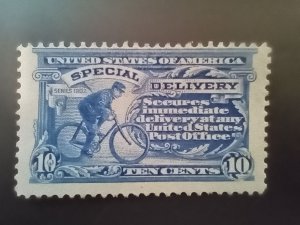 UNITED STATES OF AMERICA
SPECIAL
DELIVERY
SERIES 1902
Secures
immediate
delivery at any
United States
Post Office
10
TEN CENTS
10